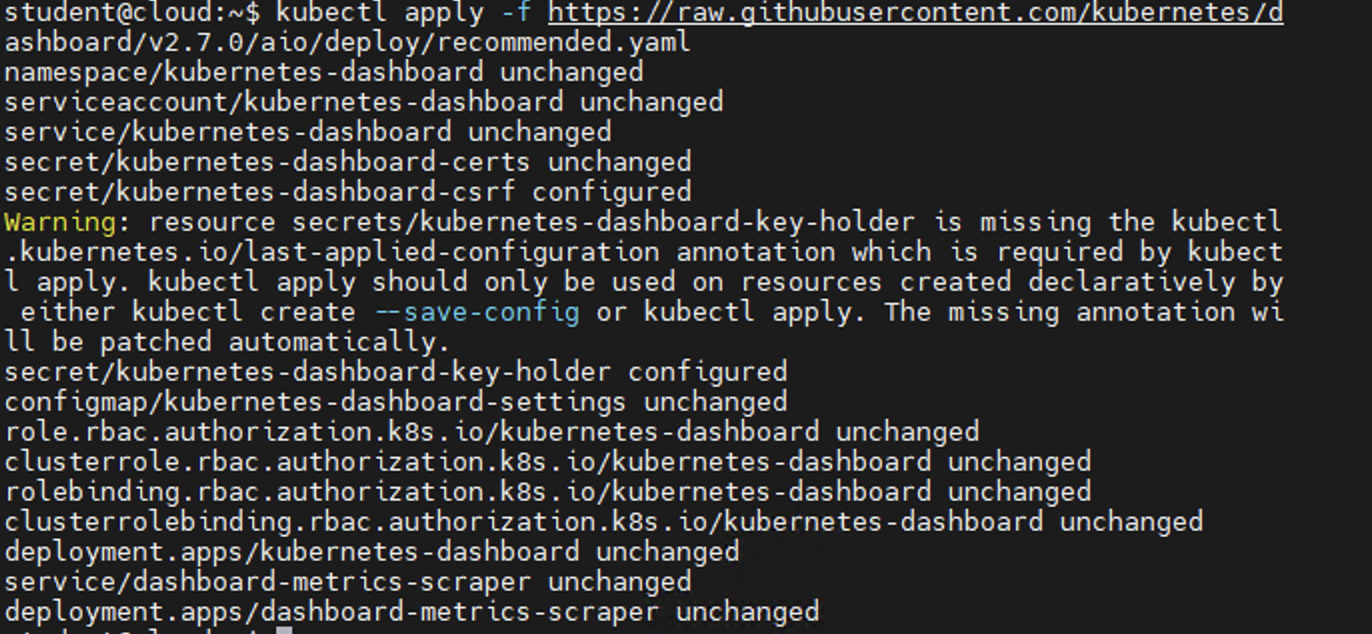 student@cloud:~$ kubectl apply -f https://raw.githubusercontent.com/kubernetes/d
ashboard/v2.7.0/aio/deploy/recommended.yaml
namespace/kubernetes-dashboard unchanged
serviceaccount/kubernetes-dashboard unchanged
service/kubernetes-dashboard unchanged
secret/kubernetes-dashboard-certs unchanged
secret/kubernetes-dashboard-csrf configured
Warning: resource secrets/kubernetes-dashboard-key-holder is missing the kubectl
.kubernetes.io/last-applied-configuration annotation which is required by kubect
l apply. kubectl apply should only be used on resources created declaratively by
 either kubectl create --save-config or kubectl apply. The missing annotation wi
ll be patched automatically.
secret/kubernetes-dashboard-key-holder configured
configmap/kubernetes-dashboard-settings unchanged
role.rbac.authorization.k8s.io/kubernetes-dashboard unchanged
clusterrole.rbac.authorization.k8s.io/kubernetes-dashboard unchanged
rolebinding.rbac.authorization.k8s.io/kubernetes-dashboard unchanged
clusterrolebinding.rbac.authorization.k8s.io/kubernetes-dashboard unchanged
deployment.apps/kubernetes-dashboard unchanged
service/dashboard-metrics-scraper unchanged
deployment.apps/dashboard-metrics-scraper unchanged